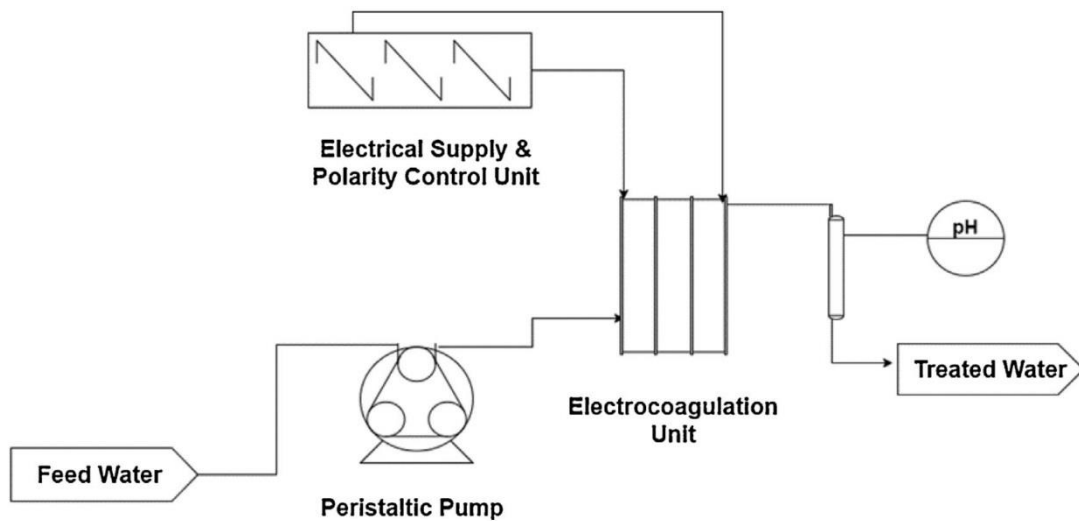 Electrical Supply &
Polarity Control Unit
pH
Treated Water
Electrocoagulation
Unit
Feed Water
Peristaltic Pump